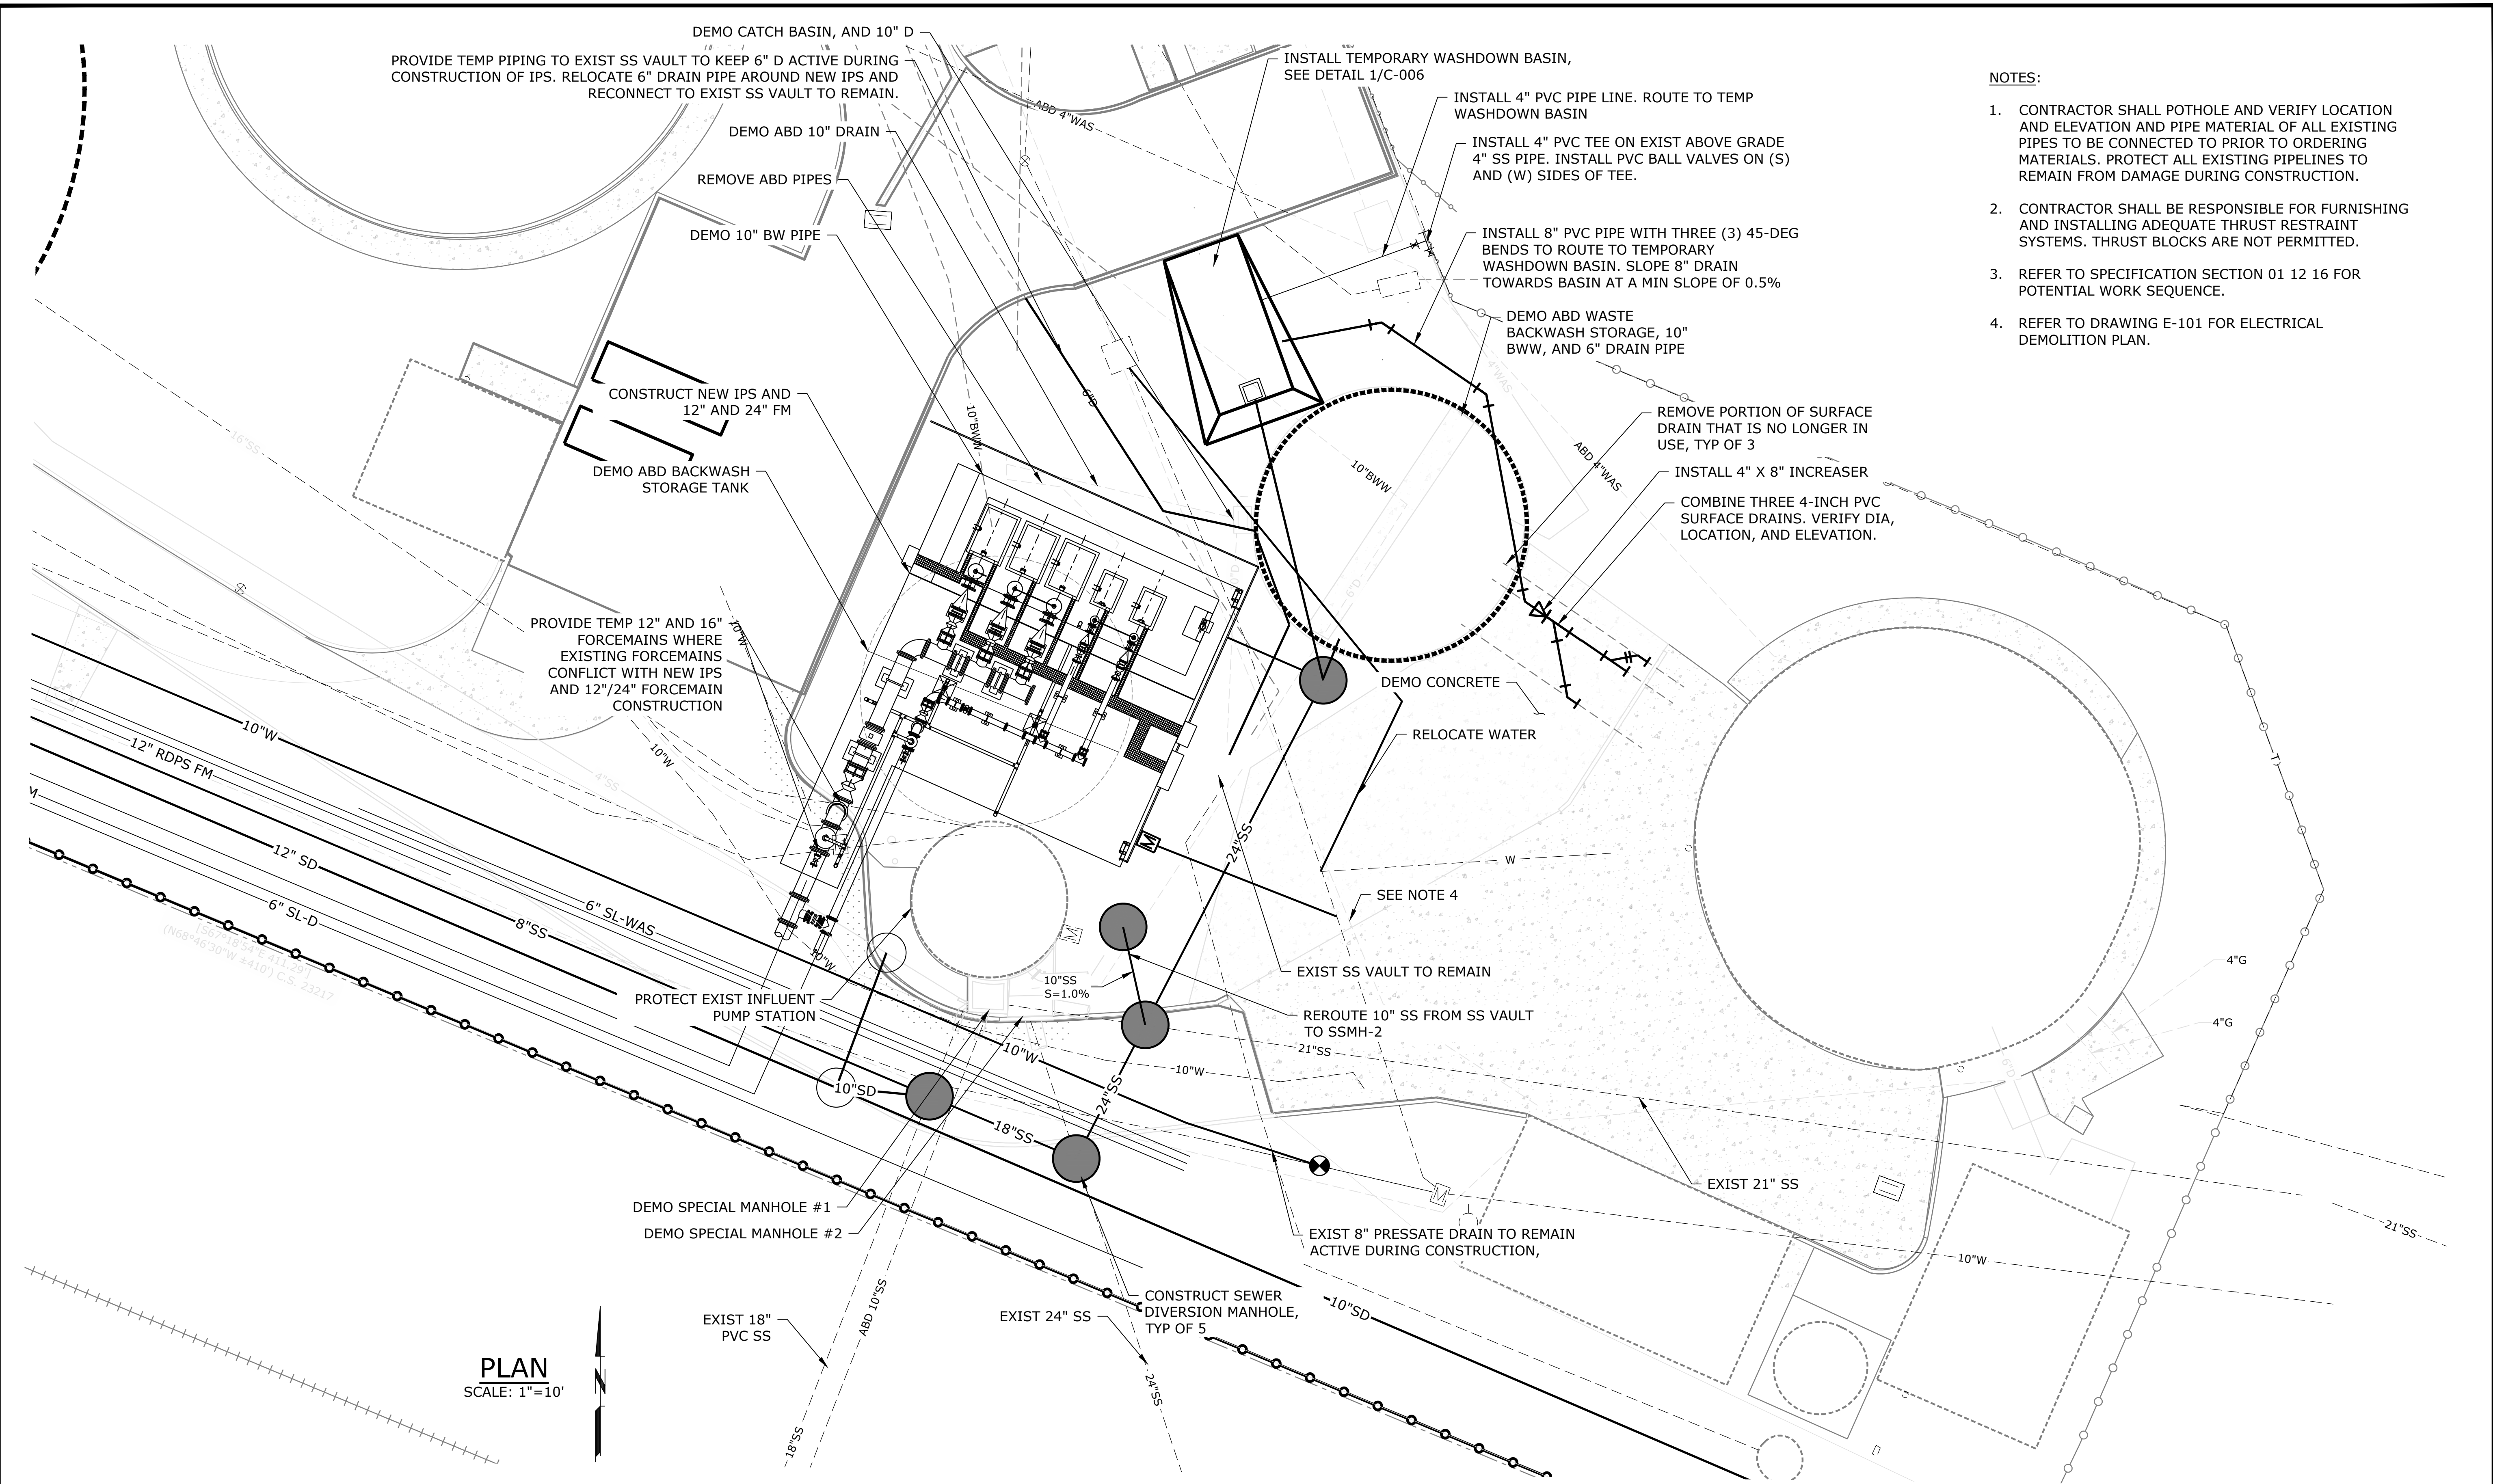 DEMO CATCH BASIN, AND 10" D
PROVIDE TEMP PIPING TO EXIST SS VAULT TO KEEP 6" D ACTIVE DURING
CONSTRUCTION OF IPS. RELOCATE 6" DRAIN PIPE AROUND NEW IPS AND
RECONNECT TO EXIST SS VAULT TO REMAIN.
DEMO ABD 10" DRAIN
REMOVE ABD PIPES
DEMO 10" BW PIPE
CONSTRUCT NEW IPS AND
12" AND 24" FM
DEMO ABD BACKWASH
STORAGE TANK
PROVIDE TEMP 12" AND 16"
FORCEMAINS WHERE
EXISTING FORCEMAINS
CONFLICT WITH NEW IPS
AND 12"/24" FORCEMAIN
CONSTRUCTION
INSTALL TEMPORARY WASHDOWN BASIN,
SEE DETAIL 1/C-006
INSTALL 4" PVC PIPE LINE. ROUTE TO TEMP
WASHDOWN BASIN
INSTALL 4" PVC TEE ON EXIST ABOVE GRADE
4" SS PIPE. INSTALL PVC BALL VALVES ON (S)
AND (W) SIDES OF TEE.
INSTALL 8" PVC PIPE WITH THREE (3) 45-DEG
BENDS TO ROUTE TO TEMPORARY
WASHDOWN BASIN. SLOPE 8" DRAIN
TOWARDS BASIN AT A MIN SLOPE OF 0.5%
DEMO ABD WASTE
BACKWASH STORAGE, 10"
BWW, AND 6" DRAIN PIPE
REMOVE PORTION OF SURFACE
DRAIN THAT IS NO LONGER IN
USE, TYP OF 3
INSTALL 4" X 8" INCREASER
COMBINE THREE 4-INCH PVC
SURFACE DRAINS. VERIFY DIA,
LOCATION, AND ELEVATION.
NOTES:
1. CONTRACTOR SHALL POTHOLE AND VERIFY LOCATION
AND ELEVATION AND PIPE MATERIAL OF ALL EXISTING
PIPES TO BE CONNECTED TO PRIOR TO ORDERING
MATERIALS. PROTECT ALL EXISTING PIPELINES TO
REMAIN FROM DAMAGE DURING CONSTRUCTION.
2. CONTRACTOR SHALL BE RESPONSIBLE FOR FURNISHING
AND INSTALLING ADEQUATE THRUST RESTRAINT
SYSTEMS. THRUST BLOCKS ARE NOT PERMITTED.
3. REFER TO SPECIFICATION SECTION 01 12 16 FOR
POTENTIAL WORK SEQUENCE.
4. REFER TO DRAWING E-101 FOR ELECTRICAL
DEMOLITION PLAN.
ABD 4"WAS
6"D
10"BWW
10"BWW
4"WAS
ABD 4"WAS
6"D
16"SS
4"SS
10"W
10"W
10"W
10"W
12" RDPS FM
M
12" SD
6" SL-D
8"SS
6" SL-WAS
(N68°46'30"W ±410') C.S. 23217
DEMO CONCRETE
RELOCATE WATER
24"SS
W
M
SEE NOTE 4
M
EXIST SS VAULT TO REMAIN
10"SS
S=1.0%
REROUTE 10" SS FROM SS VAULT
TO SSMH-2
PROTECT EXIST INFLUENT
PUMP STATION
21"SS
10"W
10"W
24"SS
10"SD
18"SS
4"G
4"G
6"D
T
M
EXIST 21" SS
DEMO SPECIAL MANHOLE #1
DEMO SPECIAL MANHOLE #2
EXIST 8" PRESSATE DRAIN TO REMAIN
ACTIVE DURING CONSTRUCTION,
21"SS
10"W
CONSTRUCT SEWER
DIVERSION MANHOLE,
TYP OF 5
10"SD
EXIST 18"
PVC SS
ABD 10"SS
EXIST 24" SS
24"SS
18"SS
PLAN
SCALE: 1"=10'
N